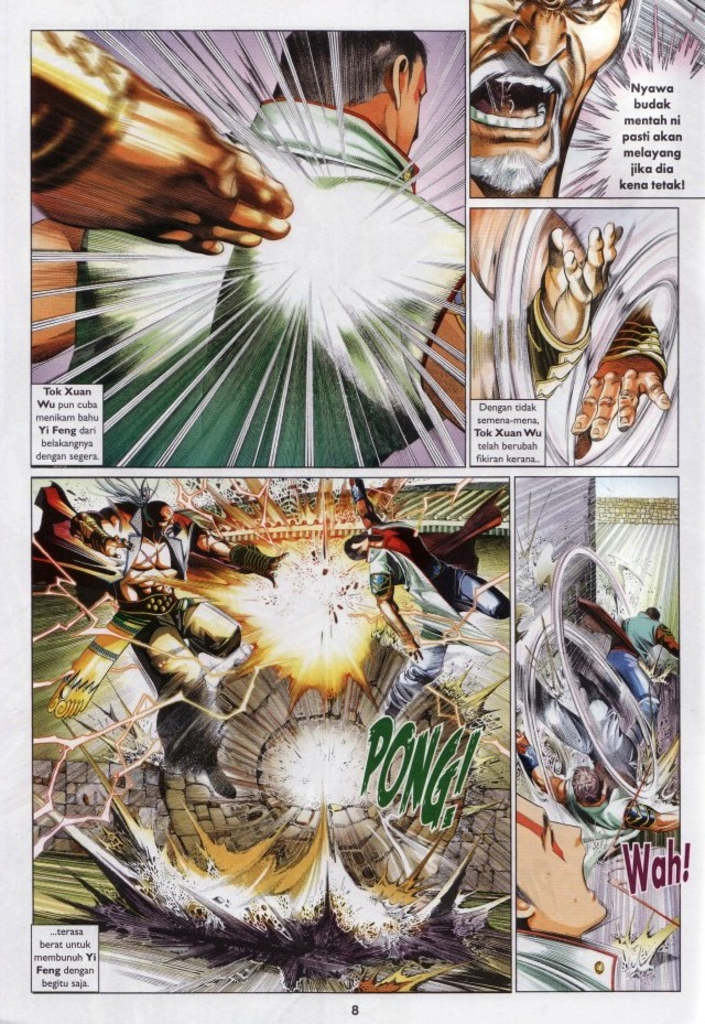 Nyawa
budak
mentah ni
pasti akan
melayang
jika dia
kena tetak!
Tok Xuan
Wu pun cuba
menikam bahu
Yi Feng dari
belakangnya
dengan segera.
Dengan tidak
semena-mena,
Tok Xuan Wu
telah berubah
fikiran kerana..
PONG!
...terasa
berat untuk
membunuh Yi
Feng dengan
begitu saja.
Wah!
8